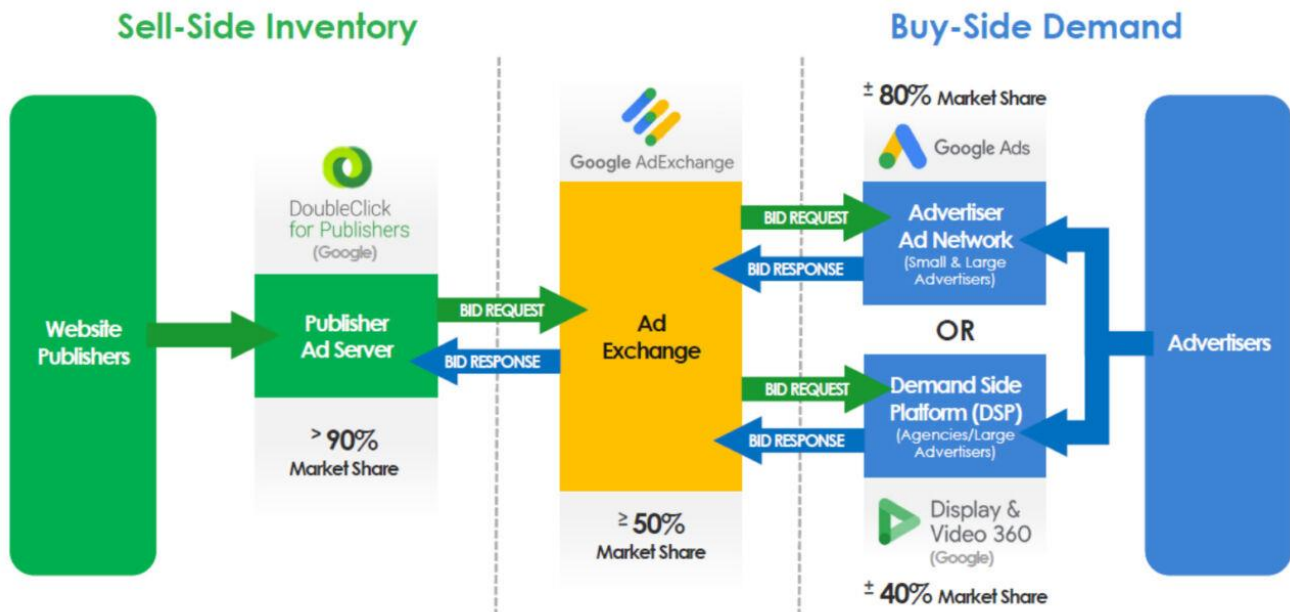 Sell-Side Inventory
Buy-Side Demand
Website
Publishers
DoubleClick
for Publishers
(Google)
Publisher
Ad Server
> 90%
Market Share
BID REQUEST
BID RESPONSE
Google AdExchange
Ad
Exchange
≥ 50%
Market Share
BID REQUEST
BID RESPONSE
BID REQUEST
BID RESPONSE
± 80% Market Share
Google Ads
Advertiser
Ad Network
(Small & Large
Advertisers)
OR
Demand Side
Platform (DSP)
(Agencies/Large
Advertisers)
Display &
Video 360
(Google)
± 40% Market Share
Advertisers